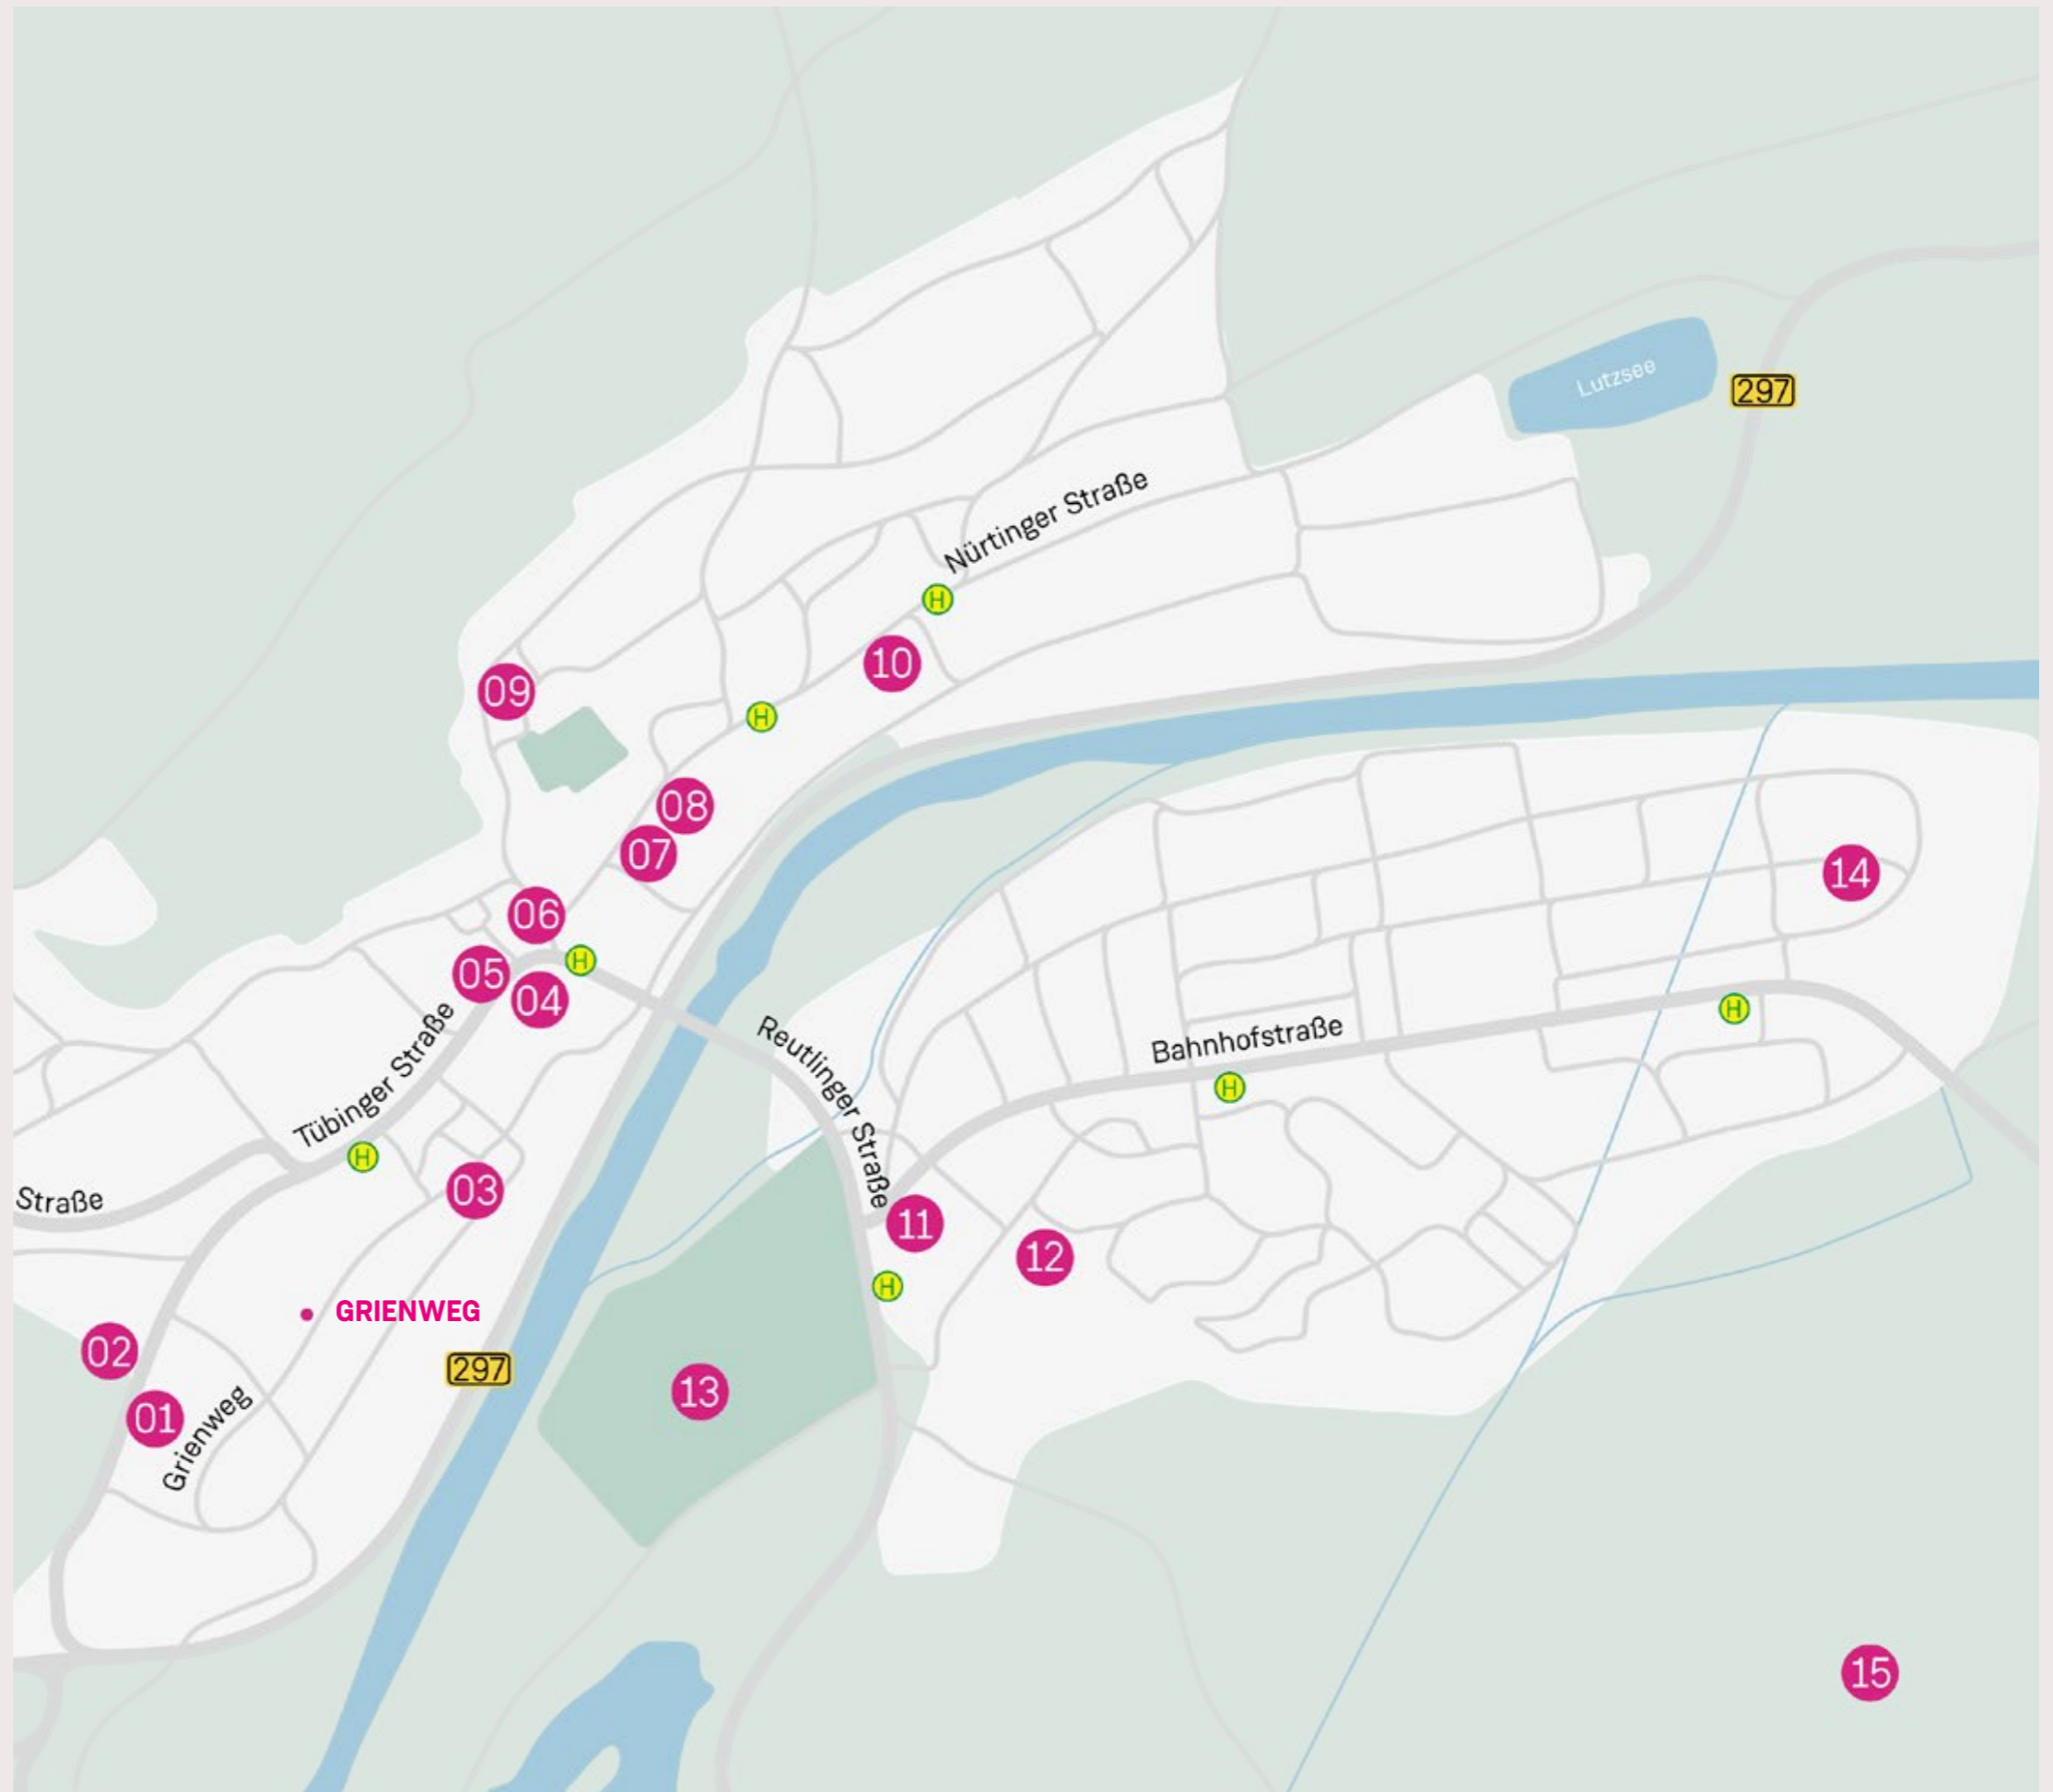 Lutzsee
297
Nürtinger Straße
H
10
09
H
08
07
14
06
H
05
04
H
Reutlinger Straße
Bahnhofstraße
H
Tübinger Straße
H
03
Straße
11
12
H
GRIENWEG
02
297
13
01
Grienweg
15